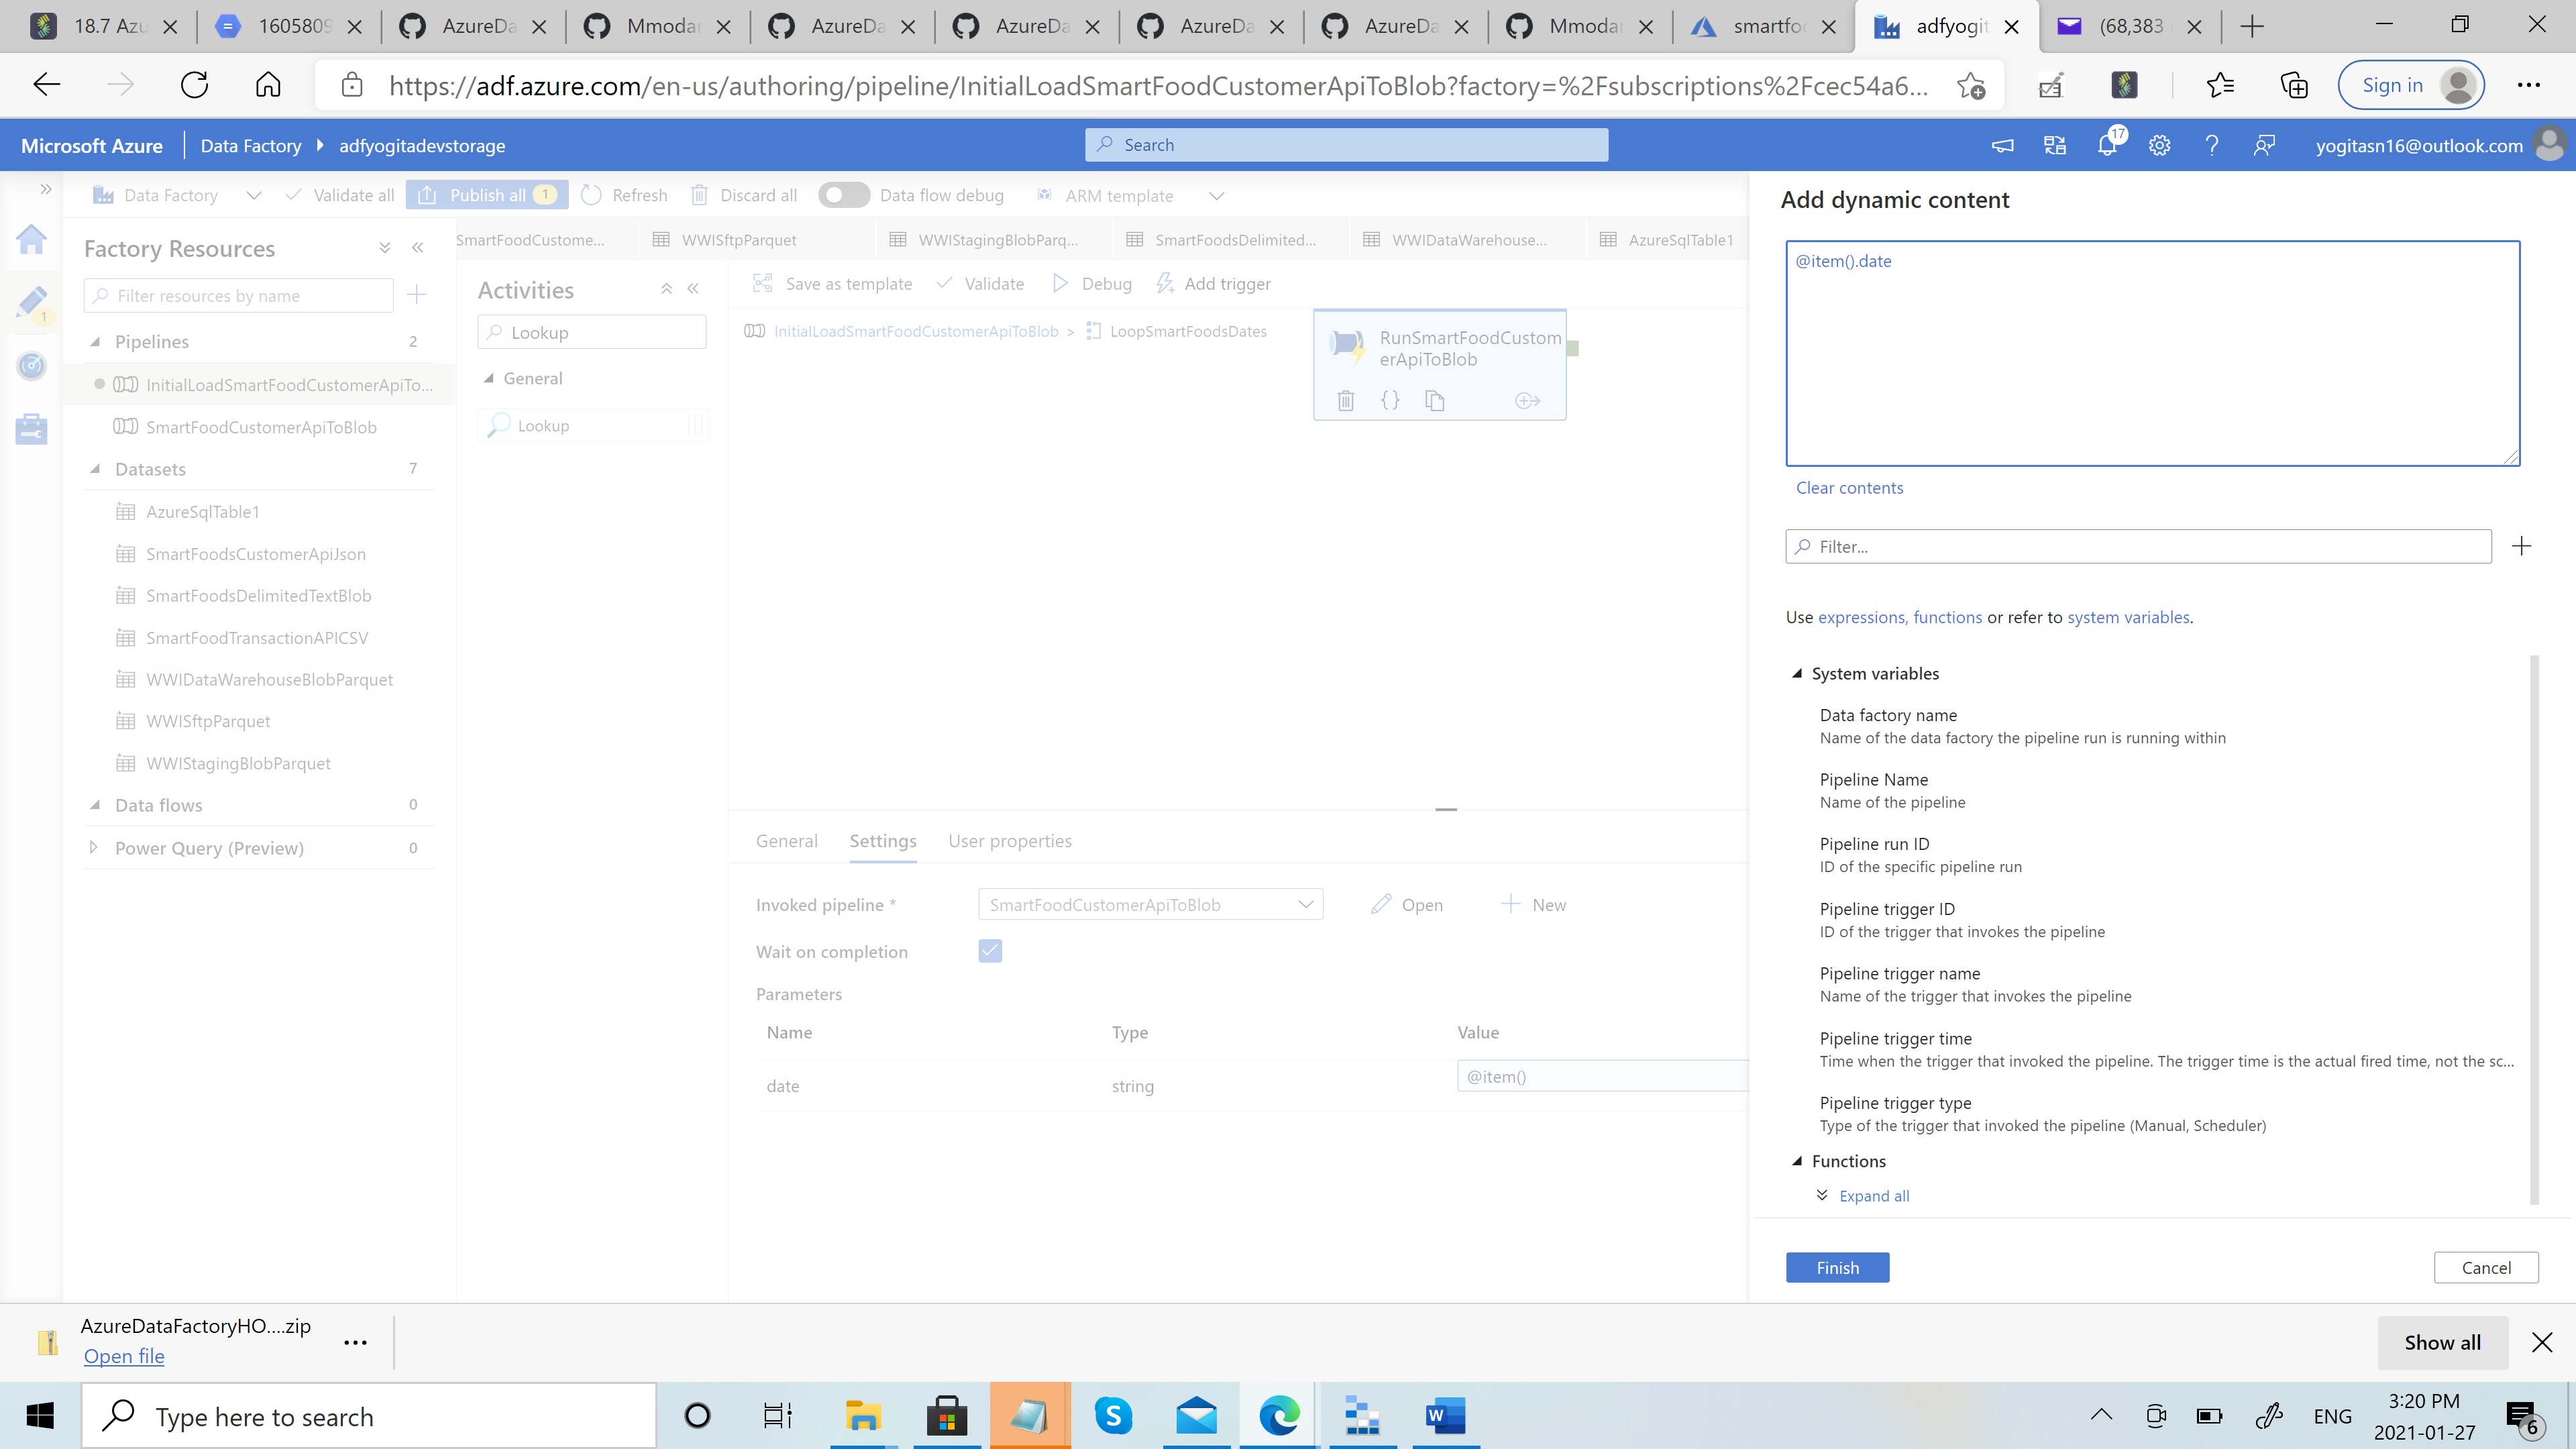 18.7 Azu
1605809
AzureDa
Mmodar
AzureDa
AzureDa
AzureDa
AzureDa
Mmodar
smartfoo
adfyogit
(68,383
https://adf.azure.com/en-us/authoring/pipeline/InitialLoadSmartFoodCustomerApiToBlob?factory=%2Fsubscriptions%2Fcec54a6...
Sign in
Microsoft Azure
Data Factory
adfyogitadevstorage
Search
17
yogitasn16@outlook.com
Data Factory
Validate all
Publish all 1
Refresh
Discard all
Data flow debug
ARM template
Factory Resources
Filter resources by name
1
Pipelines 2
InitialLoadSmartFoodCustomerApiTo...
SmartFoodCustomerApiToBlob
Datasets 7
AzureSqlTable1
SmartFoodsCustomerApiJson
SmartFoodsDelimitedTextBlob
SmartFoodTransactionAPICSV
WWIDataWarehouseBlobParquet
WWISftpParquet
WWIStagingBlobParquet
Data flows 0
Power Query (Preview) 0
SmartFoodCustome...
WWISftpParquet
WWIStagingBlobParq...
SmartFoodsDelimited...
WWIDataWarehouse...
AzureSqlTable1
Activities
Lookup
General
Lookup
Save as template
Validate
Debug
Add trigger
InitialLoadSmartFoodCustomerApiToBlob > LoopSmartFoodsDates
RunSmartFoodCustom
erApiToBlob
General
Settings
User properties
Invoked pipeline *
SmartFoodCustomerApiToBlob
Open
New
Wait on completion
Parameters
Name Type Value
date string @item()
Add dynamic content
@item().date
Clear contents
Filter...
Use expressions, functions or refer to system variables.
System variables
Data factory name
Name of the data factory the pipeline run is running within
Pipeline Name
Name of the pipeline
Pipeline run ID
ID of the specific pipeline run
Pipeline trigger ID
ID of the trigger that invokes the pipeline
Pipeline trigger name
Name of the trigger that invokes the pipeline
Pipeline trigger time
Time when the trigger that invoked the pipeline. The trigger time is the actual fired time, not the sc...
Pipeline trigger type
Type of the trigger that invoked the pipeline (Manual, Scheduler)
Functions
Expand all
Finish
Cancel
AzureDataFactoryHO....zip
Open file
Show all
Type here to search
ENG
3:20 PM
2021-01-27
6